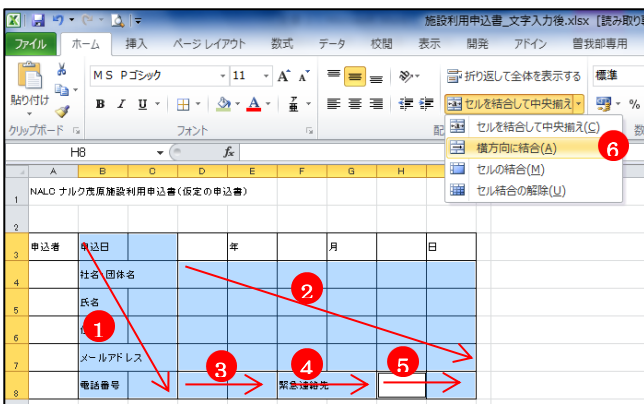 施設利用申込書_文字入力後.xlsx [読み取り
ファイル ホーム 挿入 ページ レイアウト 数式 データ 校閲 表示 開発 アドイン 曽我部専用
貼り付け
MS Pゴシック 11 A A 折り返して全体を表示する 標準
B I U A セルを結合して中央揃え %
クリップボード フォント 配 数
セルを結合して中央揃え(C)
横方向に結合(A) 6
セルの結合(M)
セル結合の解除(U)
H8 fx
A B C D E F G H
1 NALC ナルク茂原施設利用申込書(仮定の申込書)
2
3 申込者 申込日 年 月 日
4 社名・団体名
2
5 氏名
6
1
7 メールアドレス
3 4 5
8 電話番号 緊急連絡先